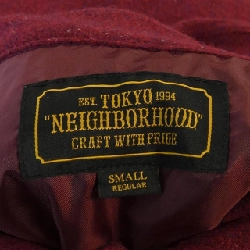 EST. TOKYO 1994
"NEIGHBORHOOD"
CRAFT WITH PRIDE
SMALL
REGULAR